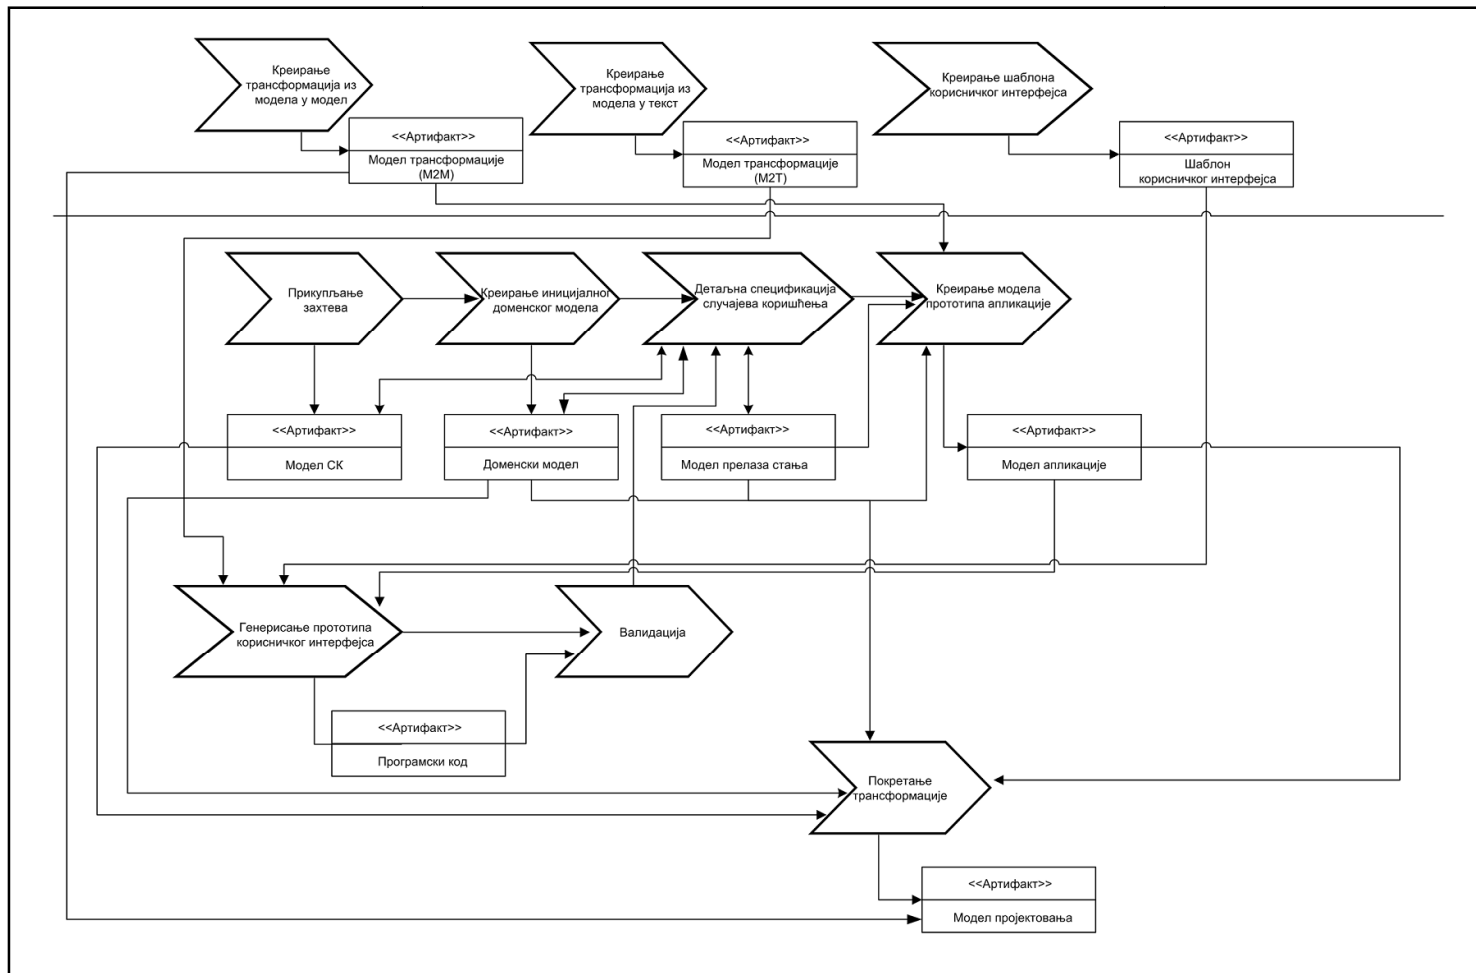 Креирање
трансформација из
модела у модел
Креирање
трансформација из
модела у текст
Креирање шаблона
корисничког интерфејса
<<Артифакт>>
Модел трансформације
(M2M)
<<Артифакт>>
Модел трансформације
(M2T)
<<Артифакт>>
Шаблон
корисничког интерфејса
Прикупљање
захтева
Креирање иницијалног
доменског модела
Детаљна спецификација
случајева коришћења
Креирање модела
прототипа апликације
<<Артифакт>>
Модел СК
<<Артифакт>>
Доменски модел
<<Артифакт>>
Модел прелаза стања
<<Артифакт>>
Модел апликације
Генерисање прототипа
корисничког интерфејса
Валидација
<<Артифакт>>
Програмски код
Покретање
трансформације
<<Артифакт>>
Модел пројектовања